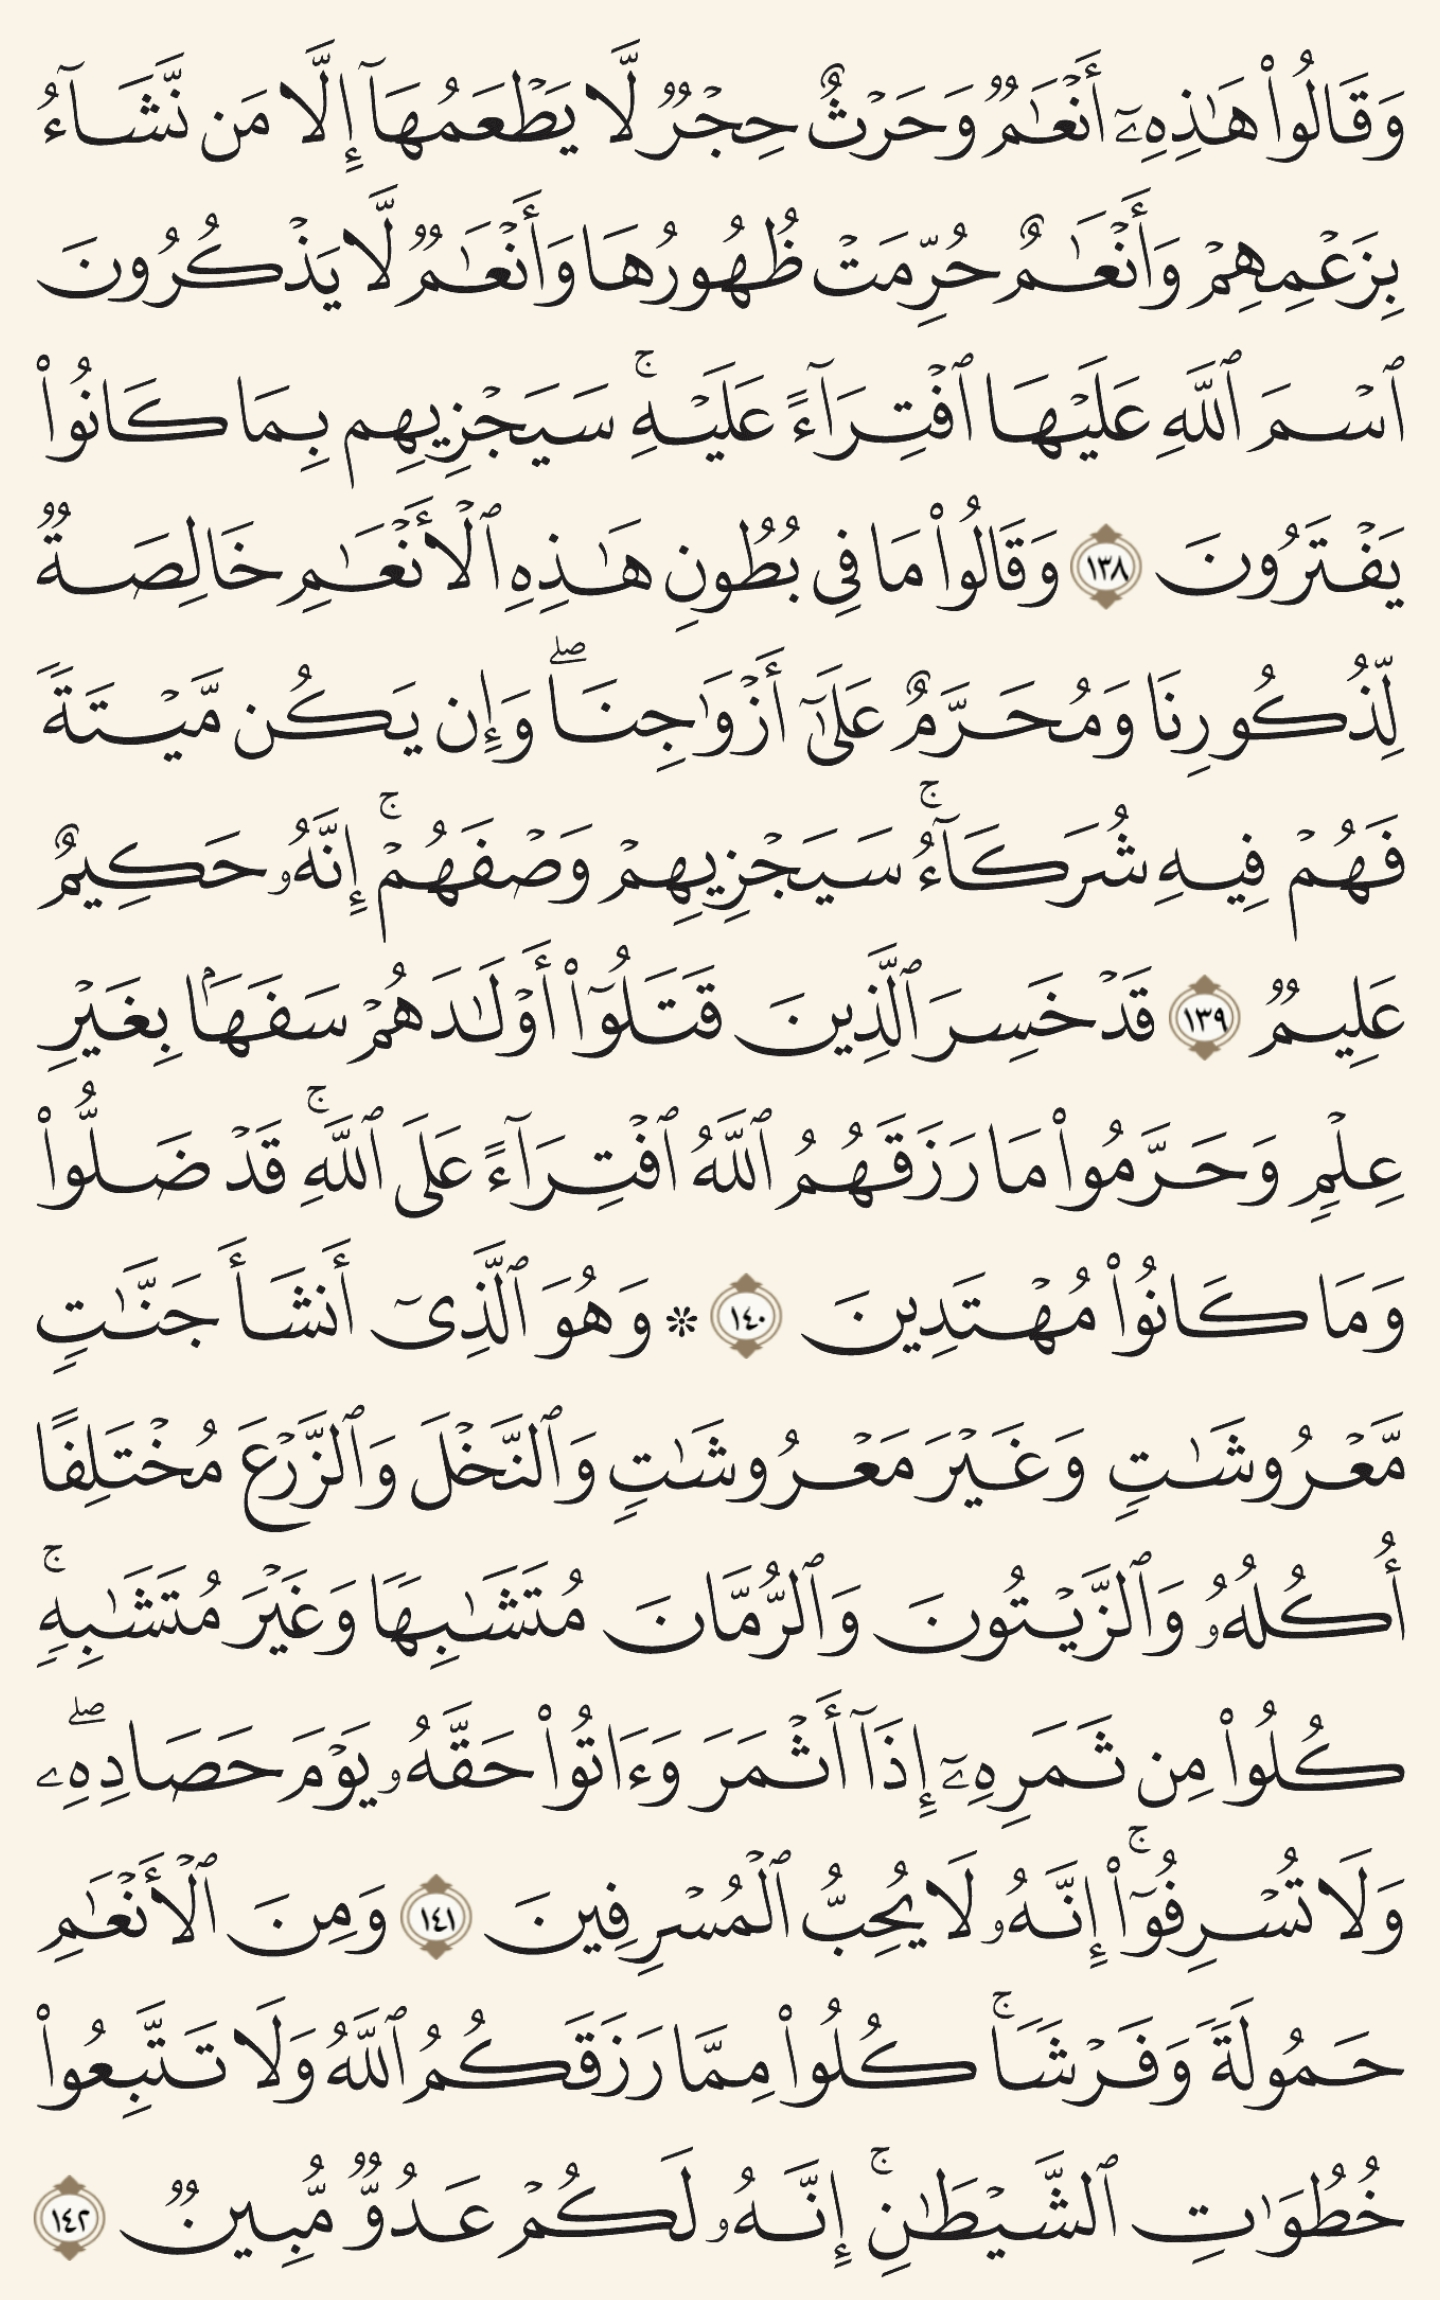 وَقَالُوا۟ هَـٰذِهِۦٓ أَنْعَـٰمٌۭ وَحَرْثٌ حِجْرٌۭ لَّا يَطْعَمُهَآ إِلَّا مَن نَّشَآءُ
بِزَعْمِهِمْ وَأَنْعَـٰمٌ حُرِّمَتْ ظُهُورُهَا وَأَنْعَـٰمٌۭ لَّا يَذْكُرُونَ
ٱسْمَ ٱللَّهِ عَلَيْهَا ٱفْتِرَآءً عَلَيْهِ ۚ سَيَجْزِيهِم بِمَا كَانُوا۟
يَفْتَرُونَ ١٣٨ وَقَالُوا۟ مَا فِى بُطُونِ هَـٰذِهِ ٱلْأَنْعَـٰمِ خَالِصَةٌۭ
لِّذُكُورِنَا وَمُحَرَّمٌ عَلَىٰٓ أَزْوَٰجِنَا ۖ وَإِن يَكُن مَّيْتَةًۭ
فَهُمْ فِيهِ شُرَكَآءُ ۚ سَيَجْزِيهِمْ وَصْفَهُمْ ۚ إِنَّهُۥ حَكِيمٌ
عَلِيمٌۭ ١٣٩ قَدْ خَسِرَ ٱلَّذِينَ قَتَلُوٓا۟ أَوْلَـٰدَهُمْ سَفَهًۢا بِغَيْرِ
عِلْمٍۢ وَحَرَّمُوا۟ مَا رَزَقَهُمُ ٱللَّهُ ٱفْتِرَآءً عَلَى ٱللَّهِ ۚ قَدْ ضَلُّوا۟
وَمَا كَانُوا۟ مُهْتَدِينَ ١٤٠ ۞ وَهُوَ ٱلَّذِىٓ أَنشَأَ جَنَّـٰتٍۢ
مَّعْرُوشَـٰتٍۢ وَغَيْرَ مَعْرُوشَـٰتٍۢ وَٱلنَّخْلَ وَٱلزَّرْعَ مُخْتَلِفًا
أُكُلُهُۥ وَٱلزَّيْتُونَ وَٱلرُّمَّانَ مُتَشَـٰبِهًۭا وَغَيْرَ مُتَشَـٰبِهٍۢ ۚ
كُلُوا۟ مِن ثَمَرِهِۦٓ إِذَآ أَثْمَرَ وَءَاتُوا۟ حَقَّهُۥ يَوْمَ حَصَادِهِۦ ۖ
وَلَا تُسْرِفُوٓا۟ ۚ إِنَّهُۥ لَا يُحِبُّ ٱلْمُسْرِفِينَ ١٤١ وَمِنَ ٱلْأَنْعَـٰمِ
حَمُولَةًۭ وَفَرْشًۭا ۚ كُلُوا۟ مِمَّا رَزَقَكُمُ ٱللَّهُ وَلَا تَتَّبِعُوا۟
خُطُوَٰتِ ٱلشَّيْطَـٰنِ ۚ إِنَّهُۥ لَكُمْ عَدُوٌّۭ مُّبِينٌۭ ١٤٢